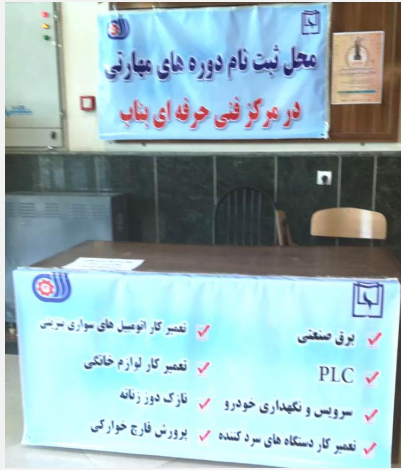 محل ثبت نام دوره های مهارتی
در مرکز فنی حرفه ای بناب
برق صنعتی
PLC
سرویس و نگهداری خودرو
تعمیر کار دستگاه های سرد کننده
تعمیر کار اتومبیل های سواری بنزینی
تعمیر کار لوازم خانگی
نازک دوز زنانه
پرورش قارچ خوارکی